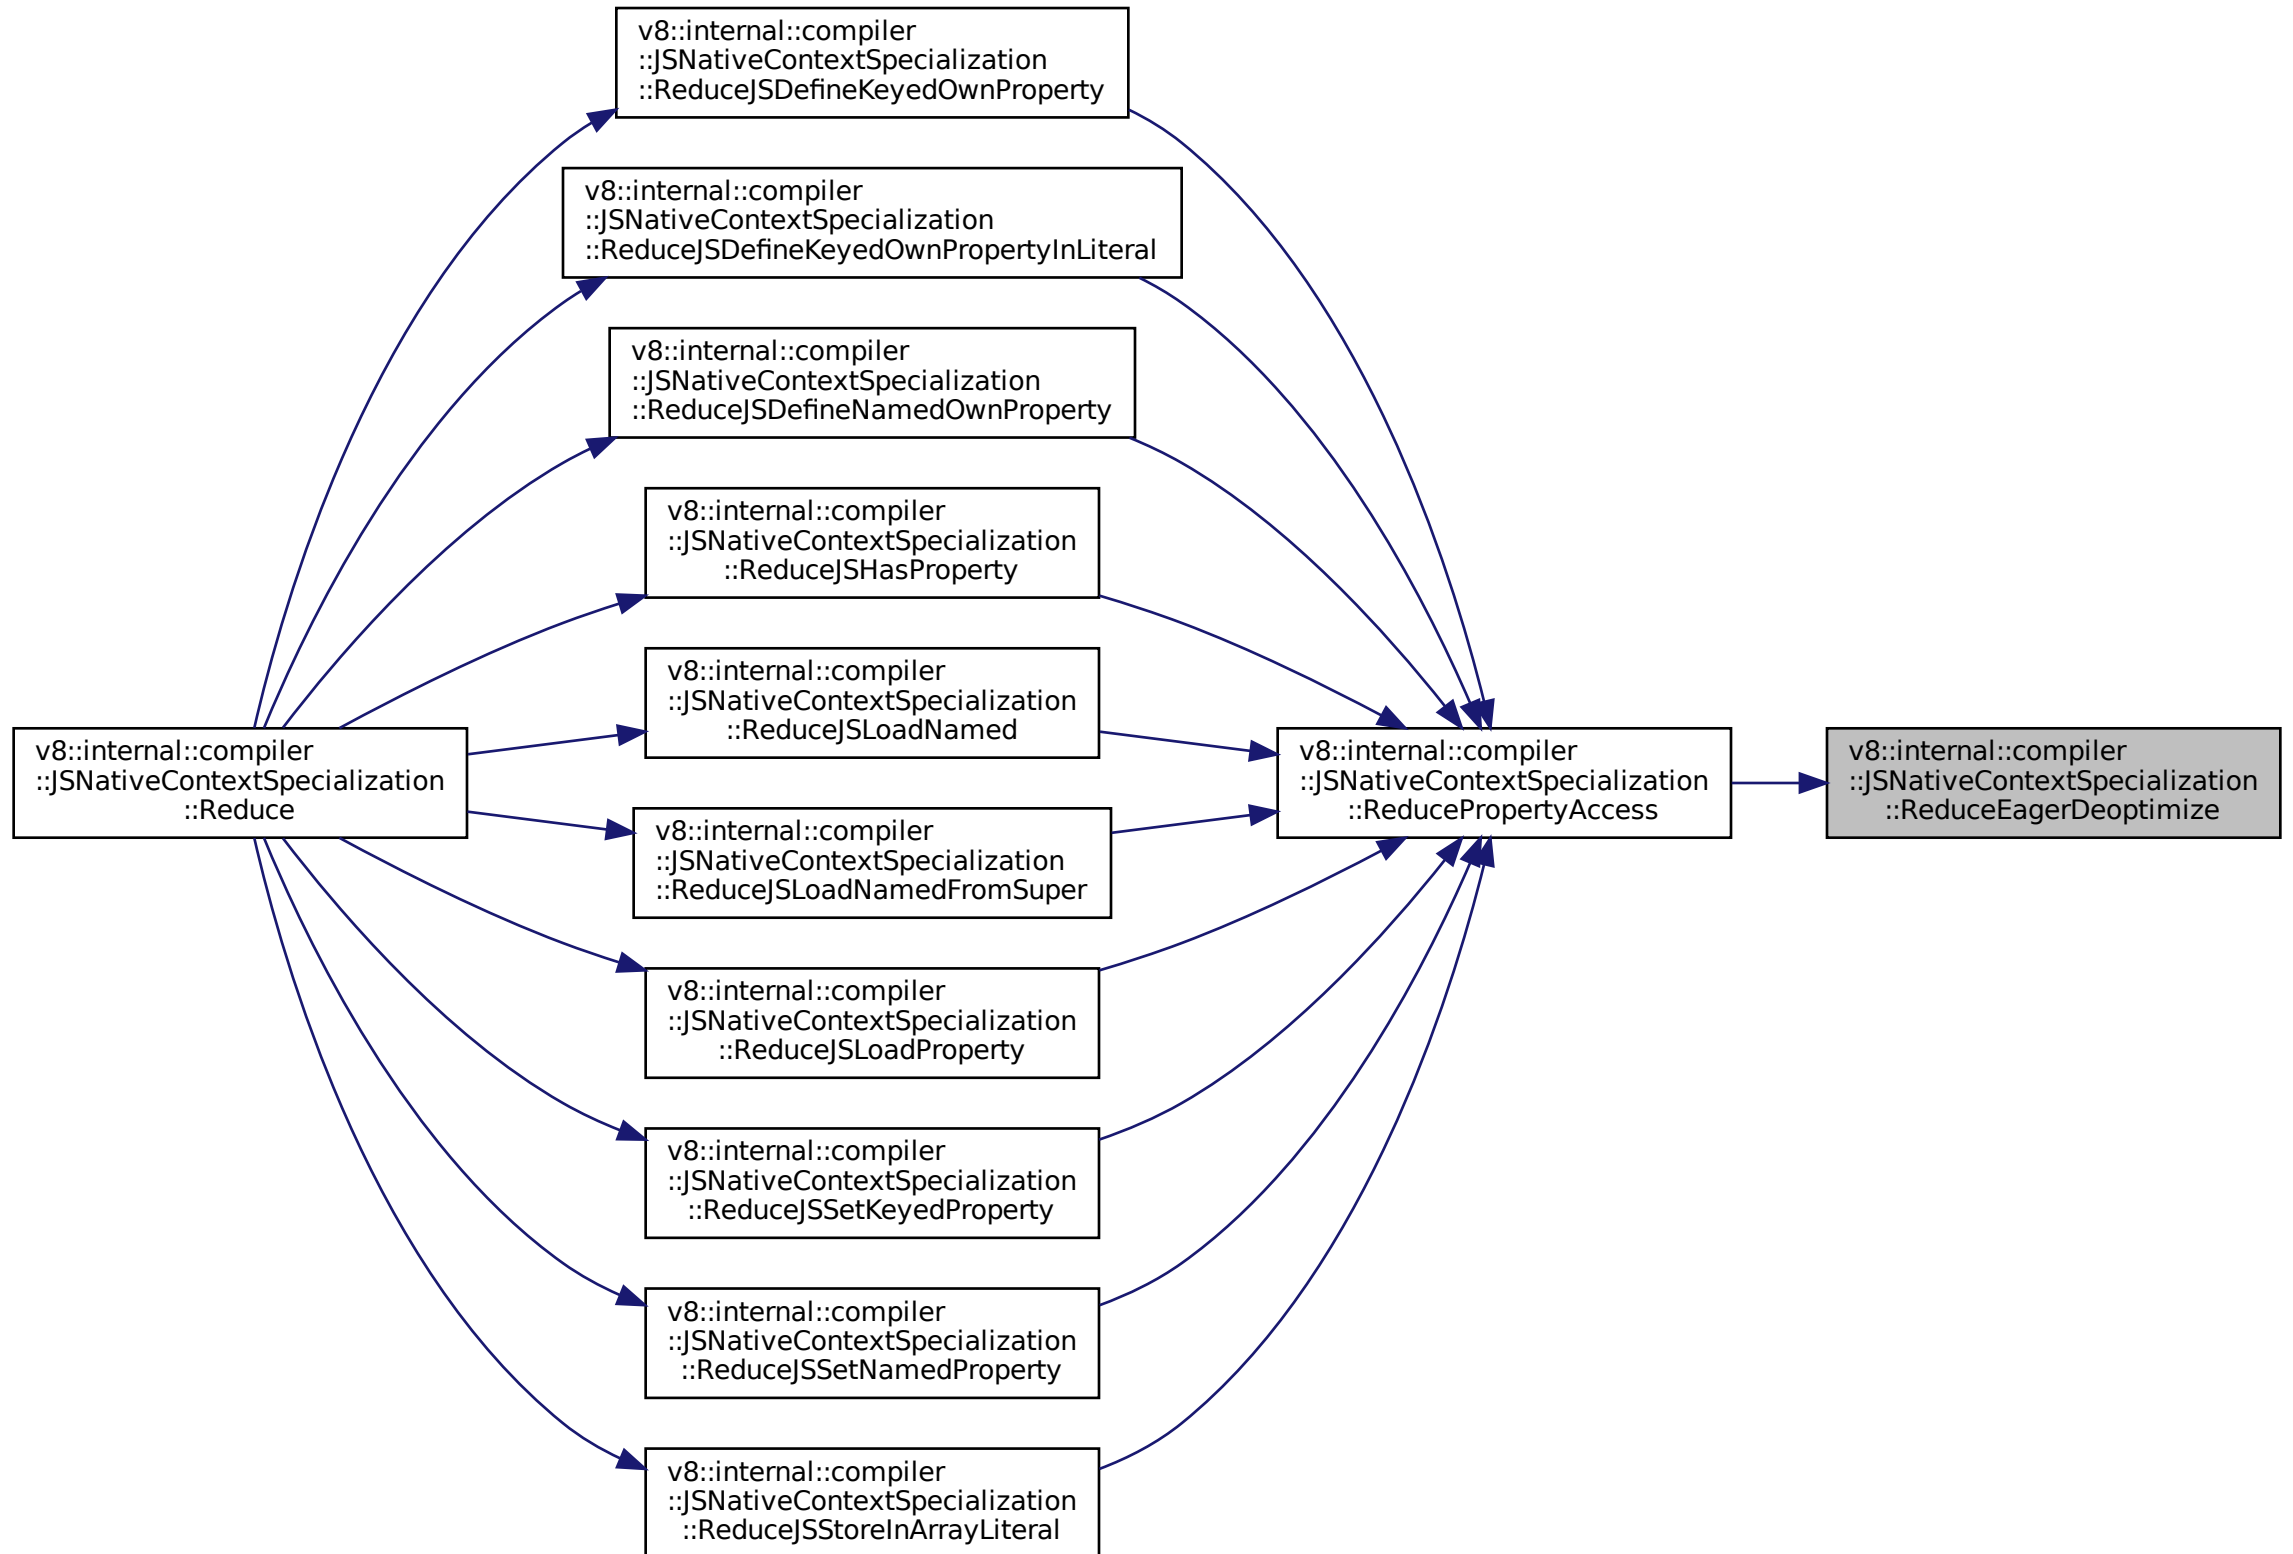 v8::internal::compiler
::JSNativeContextSpecialization
::ReduceJSDefineKeyedOwnProperty
v8::internal::compiler
::JSNativeContextSpecialization
::ReduceJSDefineKeyedOwnPropertyInLiteral
v8::internal::compiler
::JSNativeContextSpecialization
::ReduceJSDefineNamedOwnProperty
v8::internal::compiler
::JSNativeContextSpecialization
::ReduceJSHasProperty
v8::internal::compiler
::JSNativeContextSpecialization
::ReduceJSLoadNamed
v8::internal::compiler
::JSNativeContextSpecialization
::Reduce
v8::internal::compiler
::JSNativeContextSpecialization
::ReducePropertyAccess
v8::internal::compiler
::JSNativeContextSpecialization
::ReduceEagerDeoptimize
v8::internal::compiler
::JSNativeContextSpecialization
::ReduceJSLoadNamedFromSuper
v8::internal::compiler
::JSNativeContextSpecialization
::ReduceJSLoadProperty
v8::internal::compiler
::JSNativeContextSpecialization
::ReduceJSSetKeyedProperty
v8::internal::compiler
::JSNativeContextSpecialization
::ReduceJSSetNamedProperty
v8::internal::compiler
::JSNativeContextSpecialization
::ReduceJSStoreInArrayLiteral